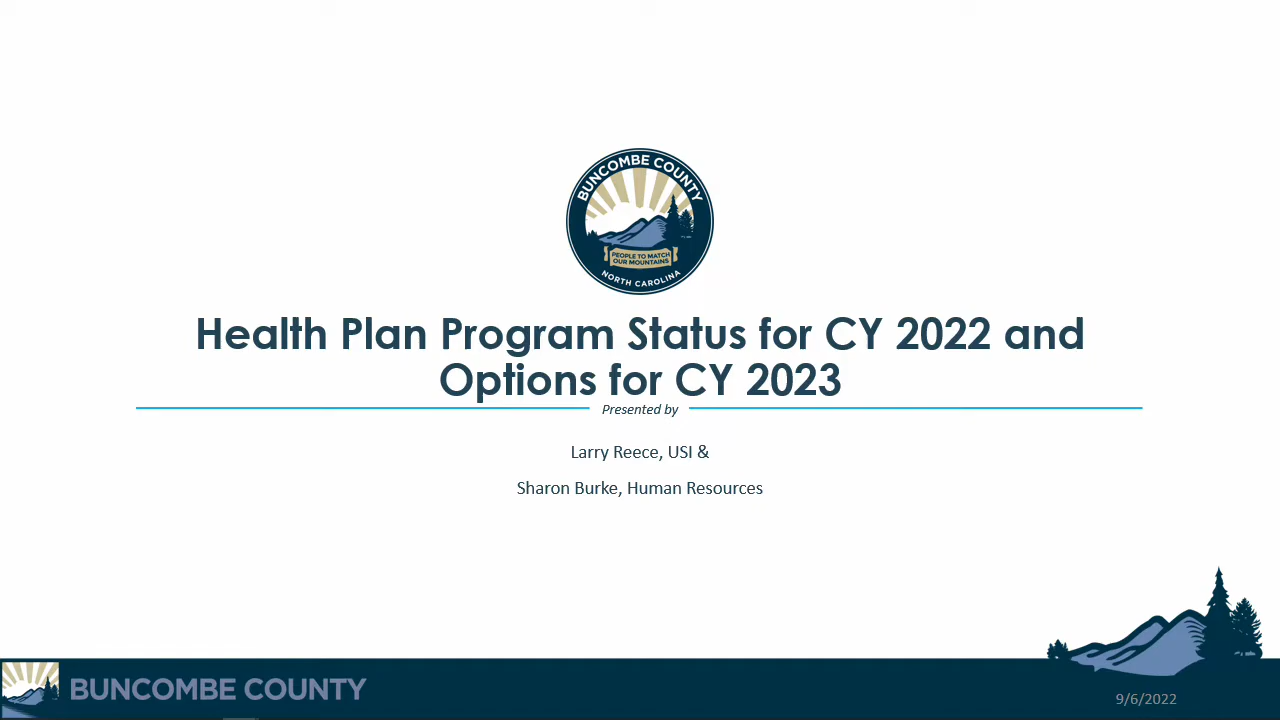 BUNCOMBE COUNTY
PEOPLE TO MATCH
OUR MOUNTAINS
NORTH CAROLINA
Health Plan Program Status for CY 2022 and
Options for CY 2023
Presented by
Larry Reece, USI &
Sharon Burke, Human Resources
BUNCOMBE COUNTY
9/6/2022